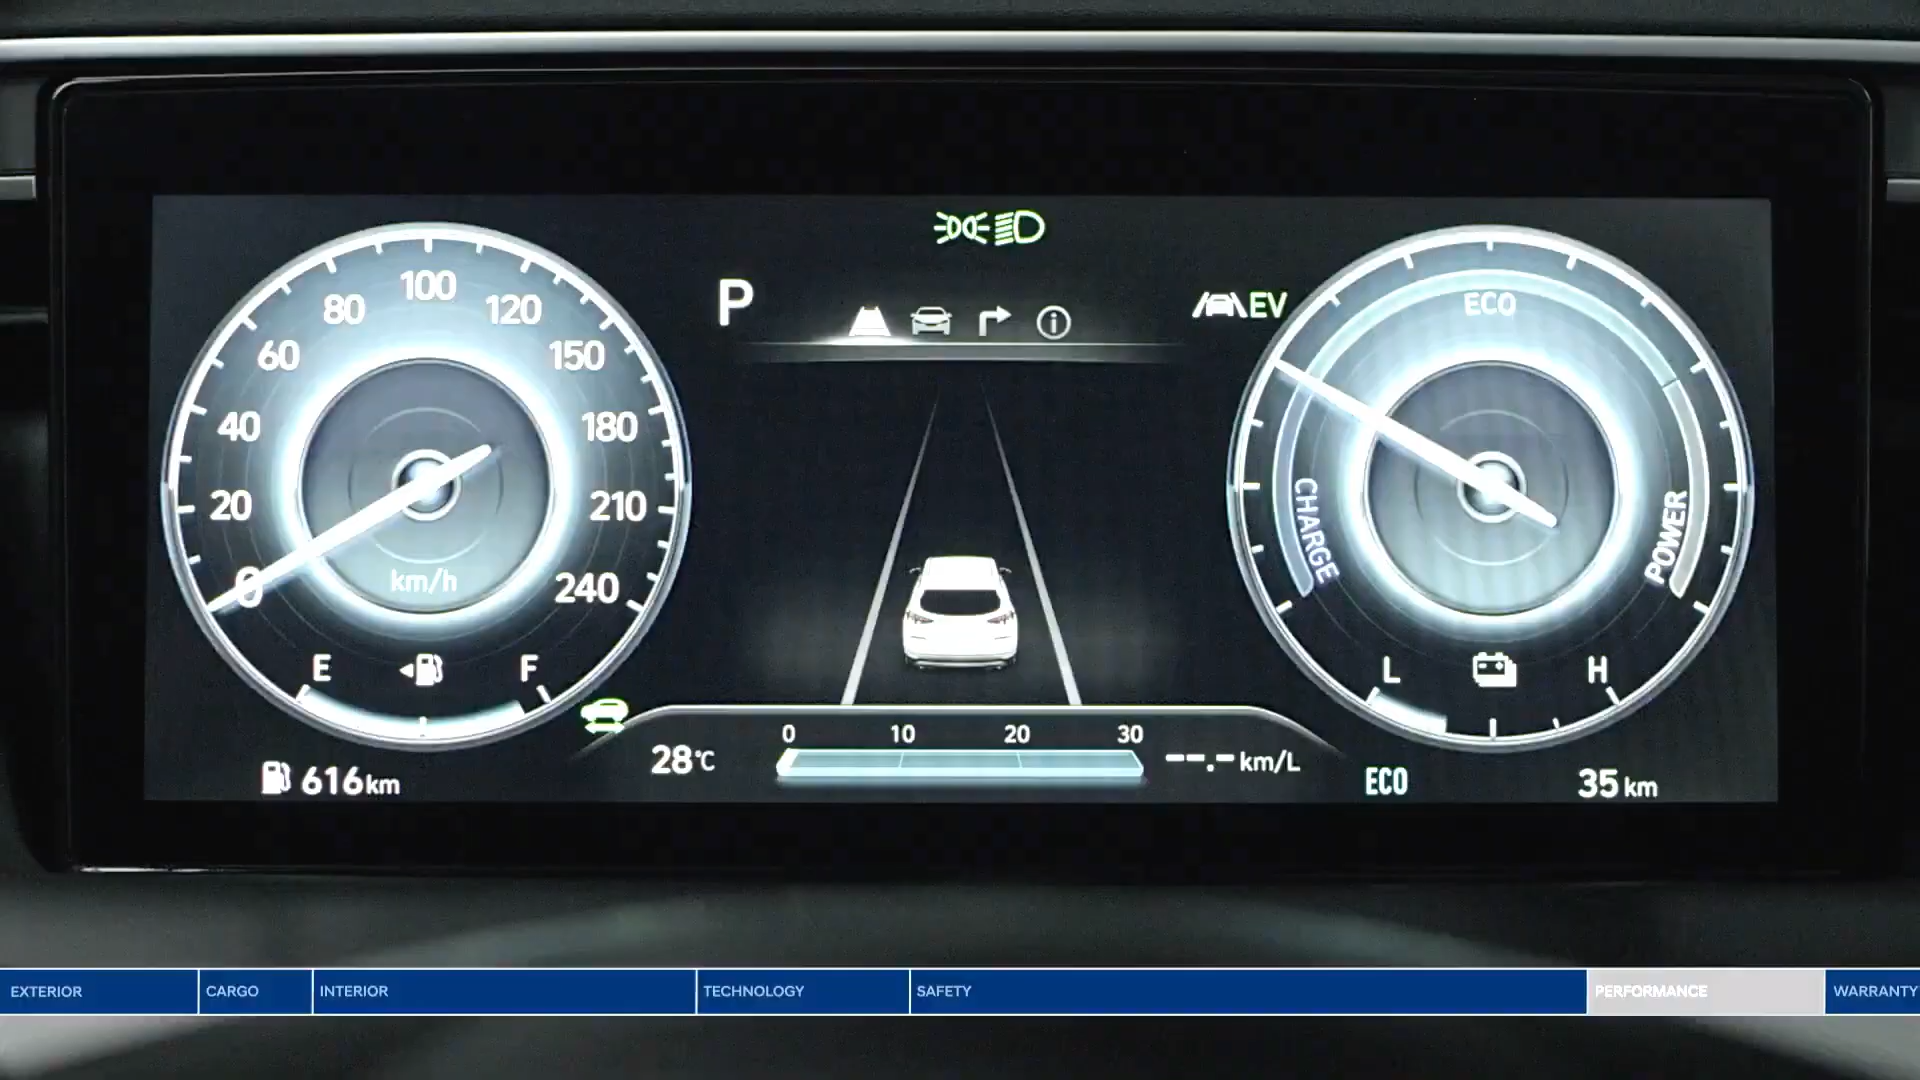 P
EV
100
80
120
60
150
40
180
20
210
0
240
km/h
E
F
ECO
CHARGE
POWER
L
H
0 10 20 30
28°C
--.- km/L
616km
ECO
35 km
EXTERIOR
CARGO
INTERIOR
TECHNOLOGY
SAFETY
PERFORMANCE
WARRANTY